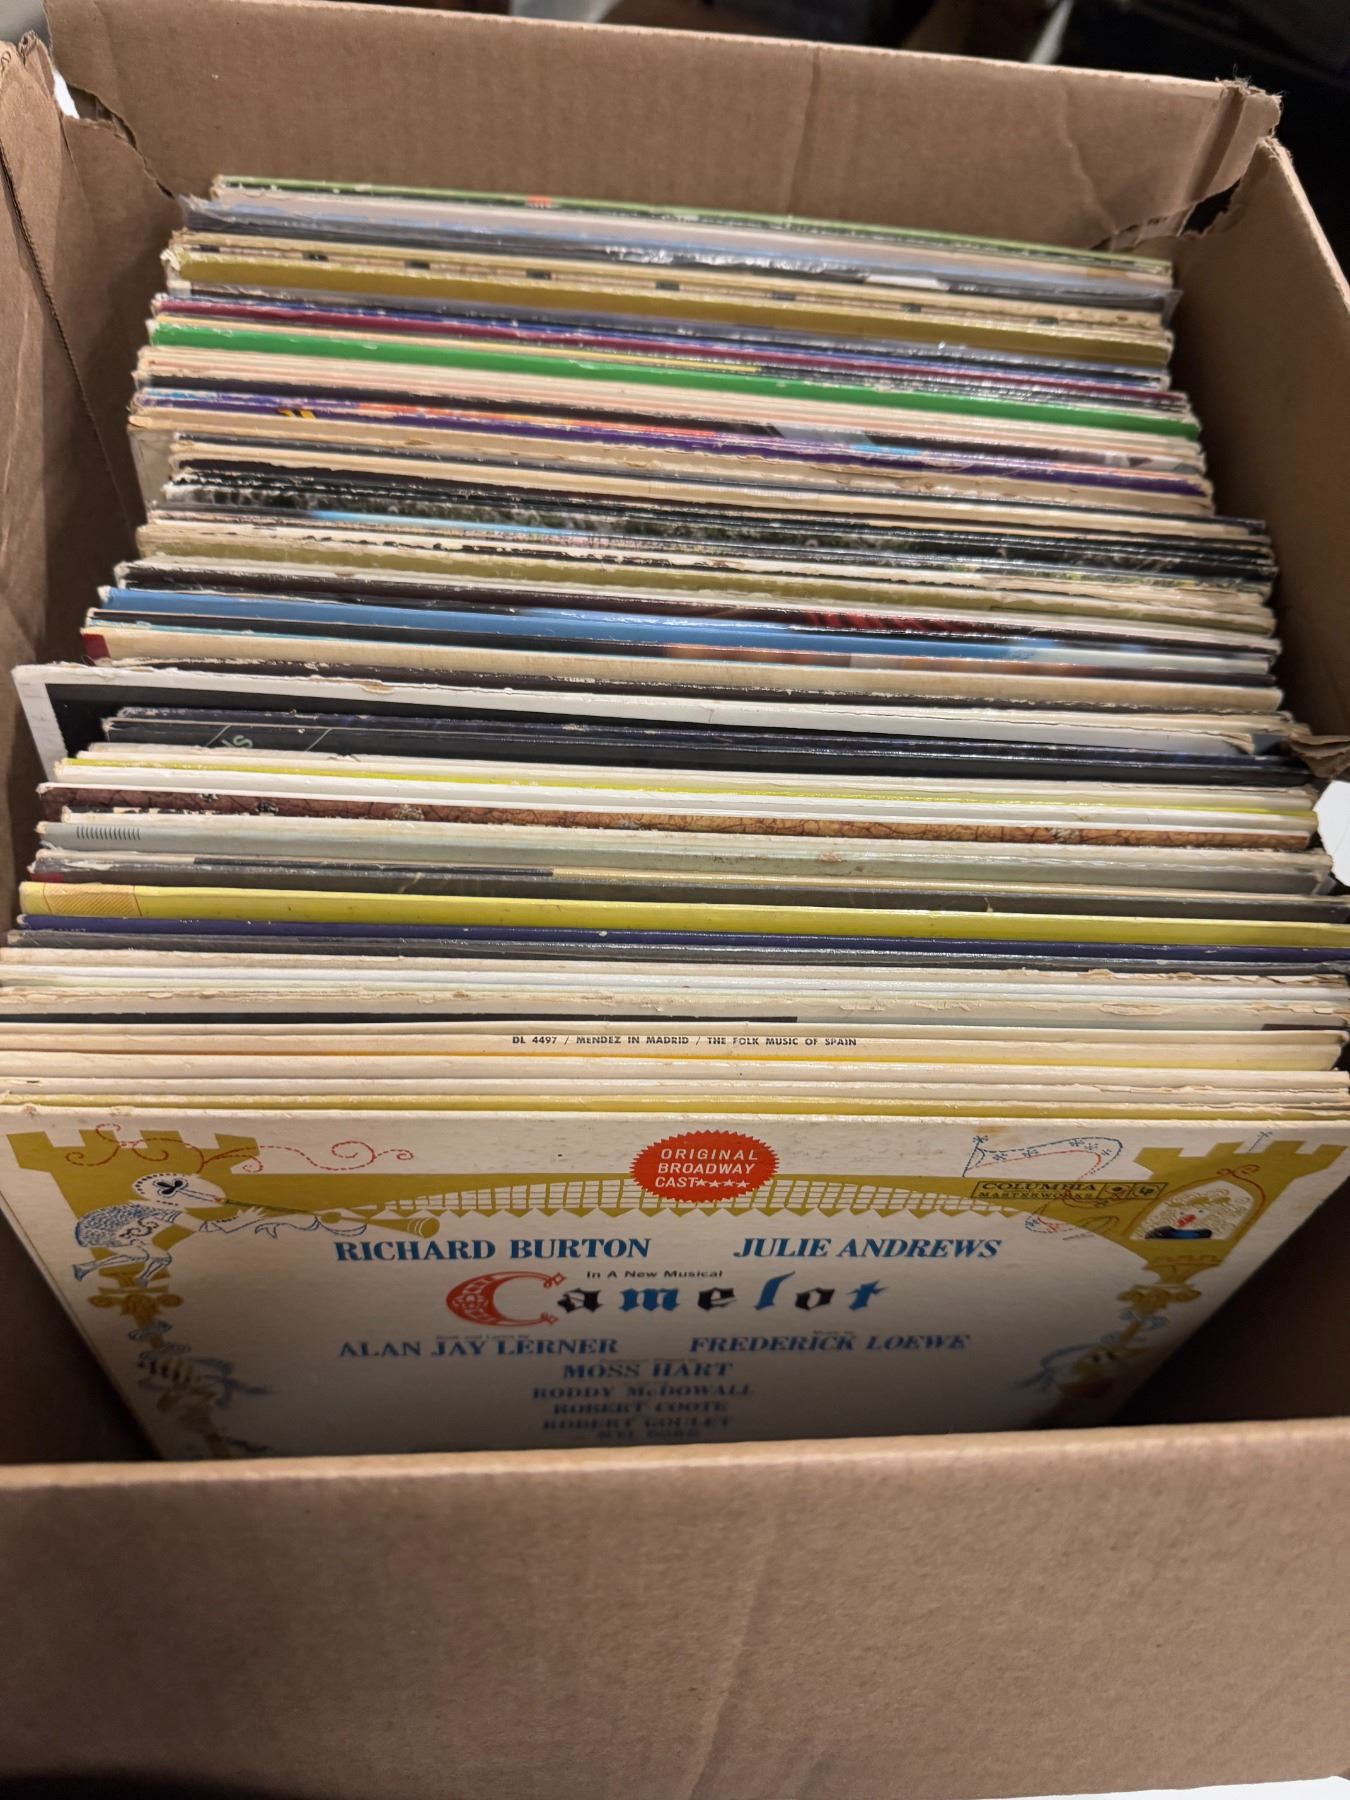 DL 4497 / MENDEZ IN MADRID / THE FOLK MUSIC OF SPAIN
ORIGINAL
BROADWAY
CAST★★★★
COLUMBIA
MASTERWORKS
RICHARD BURTON JULIE ANDREWS
In A New Musical
Camelot
ALAN JAY LERNER FREDERICK LOEWE
MOSS HART
RODDY McDOWALL
ROBERT COOTE
ROBERT GOULET